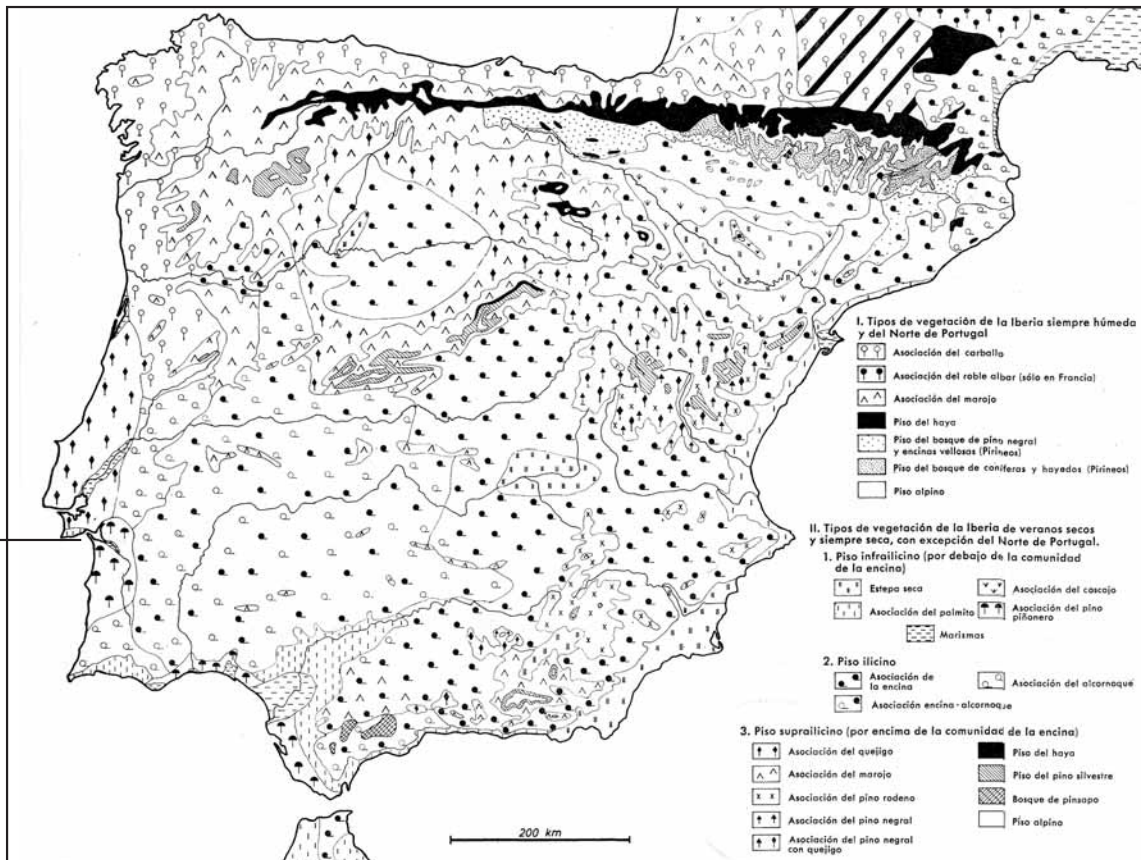 I. Tipos de vegetación de la Iberia siempre húmeda
y del Norte de Portugal
Asociación del carballo
Asociación del roble albar (sólo en Francia)
Asociación del marojo
Piso del haya
Piso del bosque de pino negral
y encinas vellosas (Pirineos)
Piso del bosque de coníferas y hayedos (Pirineos)
Piso alpino
II. Tipos de vegetación de la Iberia de veranos secos
y siempre seca, con excepción del Norte de Portugal.
1. Piso infrailicino (por debajo de la comunidad
de la encina)
Estepa seca
Asociación del coscojo
Asociación del palmito
Asociación del pino
piñonero
Marismas
2. Piso ilicino
Asociación de
la encina
Asociación del alcornoque
Asociación encina-alcornoque
3. Piso suprailicino (por encima de la comunidad de la encina)
Asociación del quejigo
Piso del haya
Asociación del marojo
Piso del pino silvestre
Asociación del pino rodeno
Bosque de pinsapo
Asociación del pino negral
Piso alpino
Asociación del pino negral
con quejigo
200 km